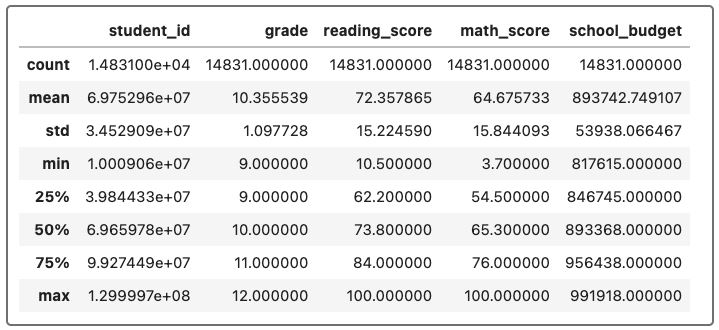 student_id grade reading_score math_score school_budget
count 1.483100e+04 14831.000000 14831.000000 14831.000000 14831.000000
mean 6.975296e+07 10.355539 72.357865 64.675733 893742.749107
std 3.452909e+07 1.097728 15.224590 15.844093 53938.066467
min 1.000906e+07 9.000000 10.500000 3.700000 817615.000000
25% 3.984433e+07 9.000000 62.200000 54.500000 846745.000000
50% 6.965978e+07 10.000000 73.800000 65.300000 893368.000000
75% 9.927449e+07 11.000000 84.000000 76.000000 956438.000000
max 1.299997e+08 12.000000 100.000000 100.000000 991918.000000